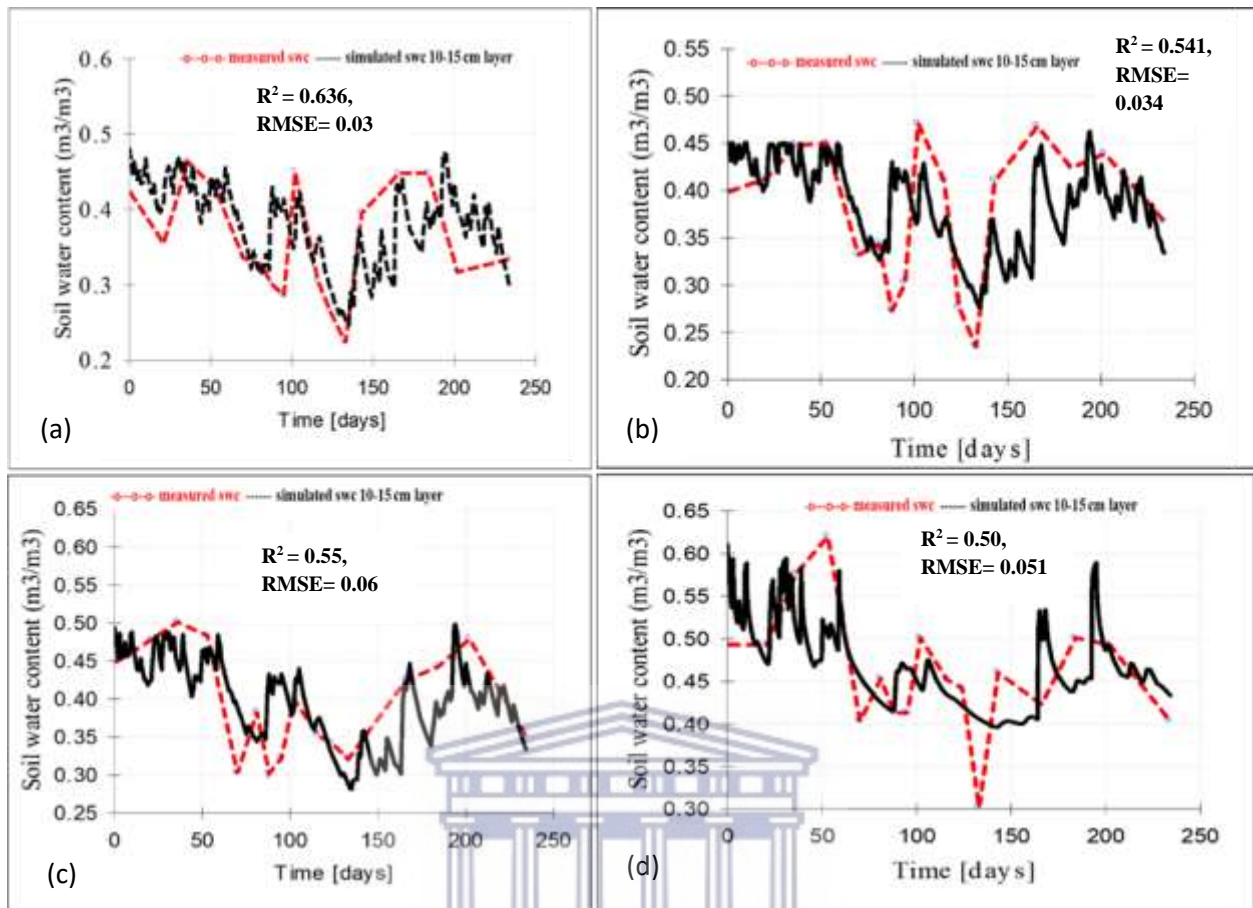 measured swc simulated swc 10-15 cm layer
R² = 0.636,
RMSE= 0.03
Soil water content (m3/m3)
0.6
0.5
0.4
0.3
0.2
0 50 100 150 200 250
Time [days]
(a)
measured swc simulated swc 10-15 cm layer
R² = 0.541,
RMSE=
0.034
Soil water content (m3/m3)
0.55
0.50
0.45
0.40
0.35
0.30
0.25
0.20
0 50 100 150 200 250
Time [days]
(b)
measured swc simulated swc 10-15 cm layer
R² = 0.55,
RMSE= 0.06
Soil water content (m3/m3)
0.65
0.60
0.55
0.50
0.45
0.40
0.35
0.30
0.25
0 50 100 150 200 250
Time [days]
(c)
measured swc simulated swc 10-15 cm layer
R² = 0.50,
RMSE= 0.051
Soil water content (m3/m3)
0.65
0.60
0.55
0.50
0.45
0.40
0.35
0.30
0 50 100 150 200 250
Time [days]
(d)